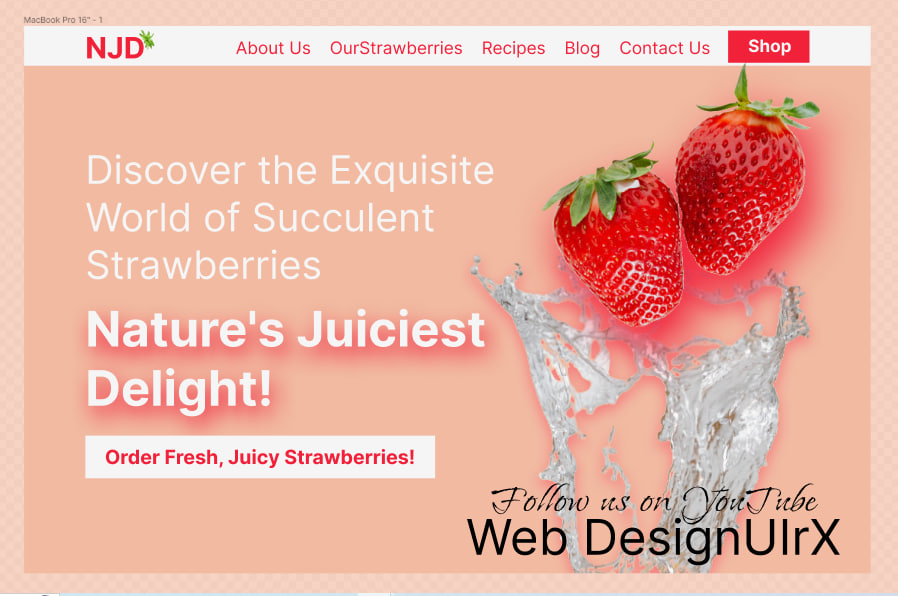 MacBook Pro 16" - 1
NJD
About Us OurStrawberries Recipes Blog Contact Us Shop
Discover the Exquisite
World of Succulent
Strawberries
Nature's Juiciest
Delight!
Order Fresh, Juicy Strawberries!
Follow us on YouTube
Web DesignUIrX